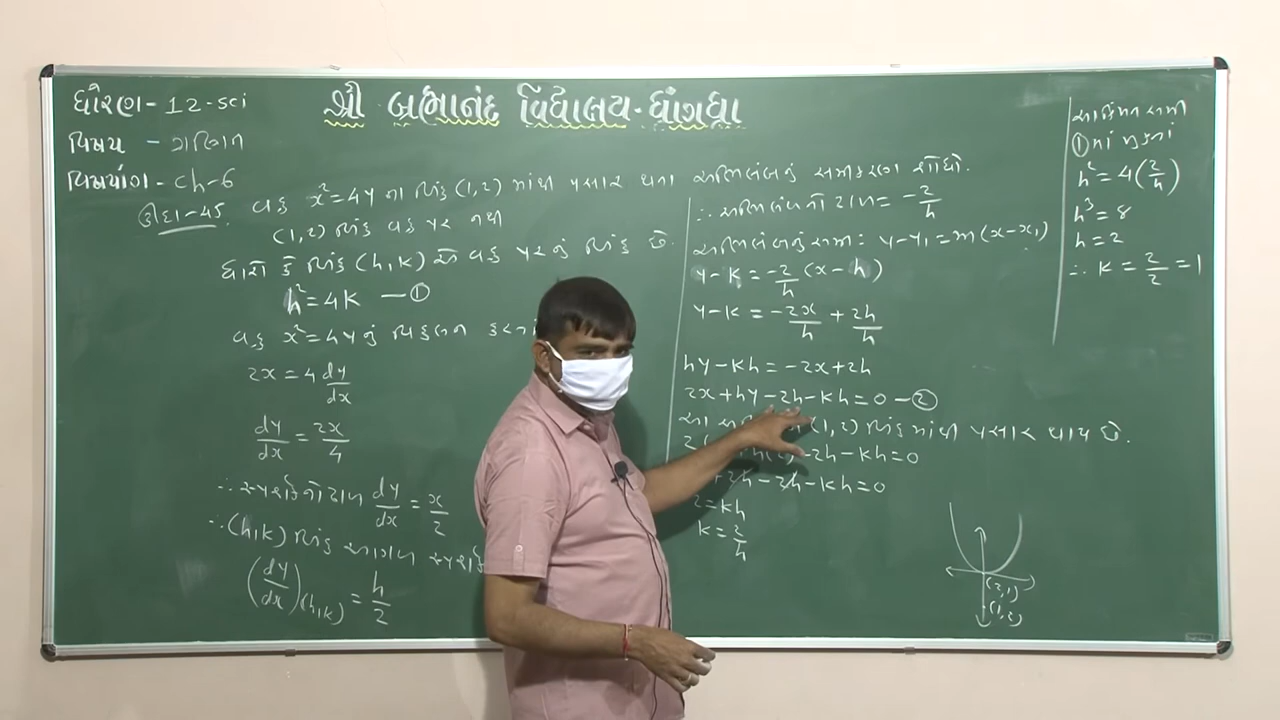 ધોરણ - 12-sci
શ્રી બ્રહ્માનંદ વિદ્યાલય - ધ્રાંગધ્રા
વિષય - ગણિત
વિષયાંગ - ch-6
ઉદા-45. વક્ર x²=4y ના બિંદુ (1,2) માંથી પસાર થતા અભિલંબનું સમીકરણ શોધો.
(1,2) બિંદુ વક્ર પર નથી
ધારો કે બિંદુ (h,k) એ વક્ર પરનું બિંદુ છે.
h²=4k —①
વક્ર x²=4y નું વિકલન કરતાં
2x=4 dy/dx
dy/dx = 2x/4
∴ સ્પર્શકનો ઢાળ dy/dx = x/2
∴ (h,k) બિંદુ આગળ સ્પર્શકનો
(dy/dx)(h,k) = h/2
∴ અભિલંબનો ઢાળ = -2/h
અભિલંબનું સમી: y-y₁=m(x-x₁)
y-k = -2/h (x-h)
y-k = -2x/h + 2h/h
hy-kh=-2x+2h
2x+hy-2h-kh=0 —②
આ (1,2) બિંદુમાંથી પસાર થાય છે.
-2h-kh=0
+2h-2h-kh=0
2=kh
k=2/h
①માં મુકતાં
h²=4(2/h)
h³=8
h=2
∴ k=2/2=1
(2,1)
(1,2)